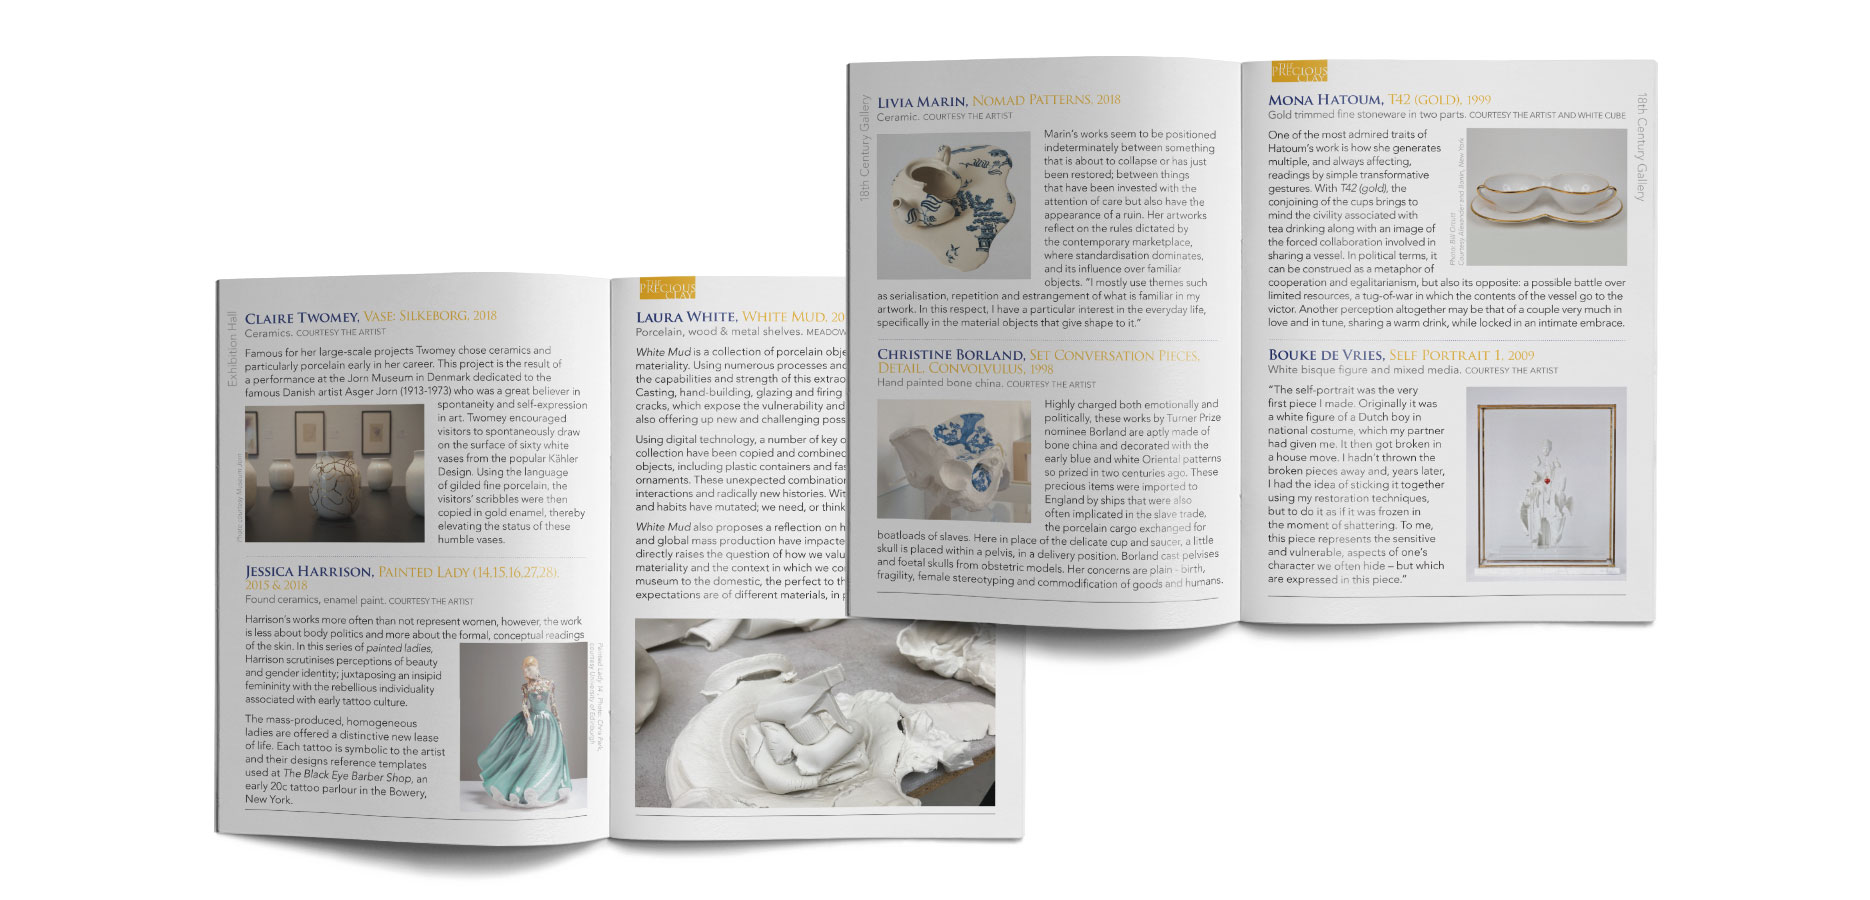 Exhibition Hall
CLAIRE TWOMEY, VASE: SILKEBORG, 2018
Ceramics. COURTESY THE ARTIST
Famous for her large-scale projects Twomey chose ceramics and
particularly porcelain early in her career. This project is the result of
a performance at the Jorn Museum in Denmark dedicated to the
famous Danish artist Asger Jorn (1913-1973) who was a great believer in
spontaneity and self-expression
in art. Twomey encouraged
visitors to spontaneously draw
on the surface of sixty white
vases from the popular Kähler
Design. Using the language
of gilded fine porcelain, the
visitors' scribbles were then
copied in gold enamel, thereby
elevating the status of these
humble vases.
JESSICA HARRISON, PAINTED LADY (14,15,16,27,28);
2015 & 2018
Found ceramics, enamel paint. COURTESY THE ARTIST
Harrison's works more often than not represent women, however, the work
is less about body politics and more about the formal, conceptual readings
of the skin. In this series of painted ladies,
Harrison scrutinises perceptions of beauty
and gender identity; juxtaposing an insipid
femininity with the rebellious individuality
associated with early tattoo culture.
The mass-produced, homogeneous
ladies are offered a distinctive new lease
of life. Each tattoo is symbolic to the artist
and their designs reference templates
used at The Black Eye Barber Shop, an
early 20c tattoo parlour in the Bowery,
New York.
Painted Lady 14. Photo: Chris Park,
courtesy University of Edinburgh
THE
PRECIOUS
CLAY
LAURA WHITE, WHITE MUD, 20
Porcelain, wood & metal shelves. MEADOW
White Mud is a collection of porcelain obje
materiality. Using numerous processes and
the capabilities and strength of this extrao
Casting, hand-building, glazing and firing
cracks, which expose the vulnerability and
also offering up new and challenging poss
Using digital technology, a number of key o
collection have been copied and combined
objects, including plastic containers and fas
ornaments. These unexpected combination
interactions and radically new histories. Wit
and habits have mutated; we need, or think
White Mud also proposes a reflection on h
and global mass production have impacte
directly raises the question of how we valu
materiality and the context in which we co
museum to the domestic, the perfect to th
expectations are of different materials, in p
18th Century Gallery
LIVIA MARIN, NOMAD PATTERNS, 2018
Ceramic. COURTESY THE ARTIST
Marin's works seem to be positioned
indeterminately between something
that is about to collapse or has just
been restored; between things
that have been invested with the
attention of care but also have the
appearance of a ruin. Her artworks
reflect on the rules dictated by
the contemporary marketplace,
where standardisation dominates,
and its influence over familiar
objects. "I mostly use themes such
as serialisation, repetition and estrangement of what is familiar in my
artwork. In this respect, I have a particular interest in the everyday life,
specifically in the material objects that give shape to it."
CHRISTINE BORLAND, SET CONVERSATION PIECES,
DETAIL, CONVOLVULUS, 1998
Hand painted bone china. COURTESY THE ARTIST
Highly charged both emotionally and
politically, these works by Turner Prize
nominee Borland are aptly made of
bone china and decorated with the
early blue and white Oriental patterns
so prized in two centuries ago. These
precious items were imported to
England by ships that were also
often implicated in the slave trade,
the porcelain cargo exchanged for
boatloads of slaves. Here in place of the delicate cup and saucer, a little
skull is placed within a pelvis, in a delivery position. Borland cast pelvises
and foetal skulls from obstetric models. Her concerns are plain - birth,
fragility, female stereotyping and commodification of goods and humans.
THE
PRECIOUS
CLAY
18th Century Gallery
MONA HATOUM, T42 (GOLD), 1999
Gold trimmed fine stoneware in two parts. COURTESY THE ARTIST AND WHITE CUBE
One of the most admired traits of
Hatoum's work is how she generates
multiple, and always affecting,
readings by simple transformative
gestures. With T42 (gold), the
conjoining of the cups brings to
mind the civility associated with
tea drinking along with an image of
the forced collaboration involved in
sharing a vessel. In political terms, it
can be construed as a metaphor of
cooperation and egalitarianism, but also its opposite: a possible battle over
limited resources, a tug-of-war in which the contents of the vessel go to the
victor. Another perception altogether may be that of a couple very much in
love and in tune, sharing a warm drink, while locked in an intimate embrace.
Courtesy Alexander and Bonin, New York
BOUKE DE VRIES, SELF PORTRAIT 1, 2009
White bisque figure and mixed media. COURTESY THE ARTIST
"The self-portrait was the very
first piece I made. Originally it was
a white figure of a Dutch boy in
national costume, which my partner
had given me. It then got broken in
a house move. I hadn't thrown the
broken pieces away and, years later,
I had the idea of sticking it together
using my restoration techniques,
but to do it as if it was frozen in
the moment of shattering. To me,
this piece represents the sensitive
and vulnerable, aspects of one's
character we often hide – but which
are expressed in this piece."